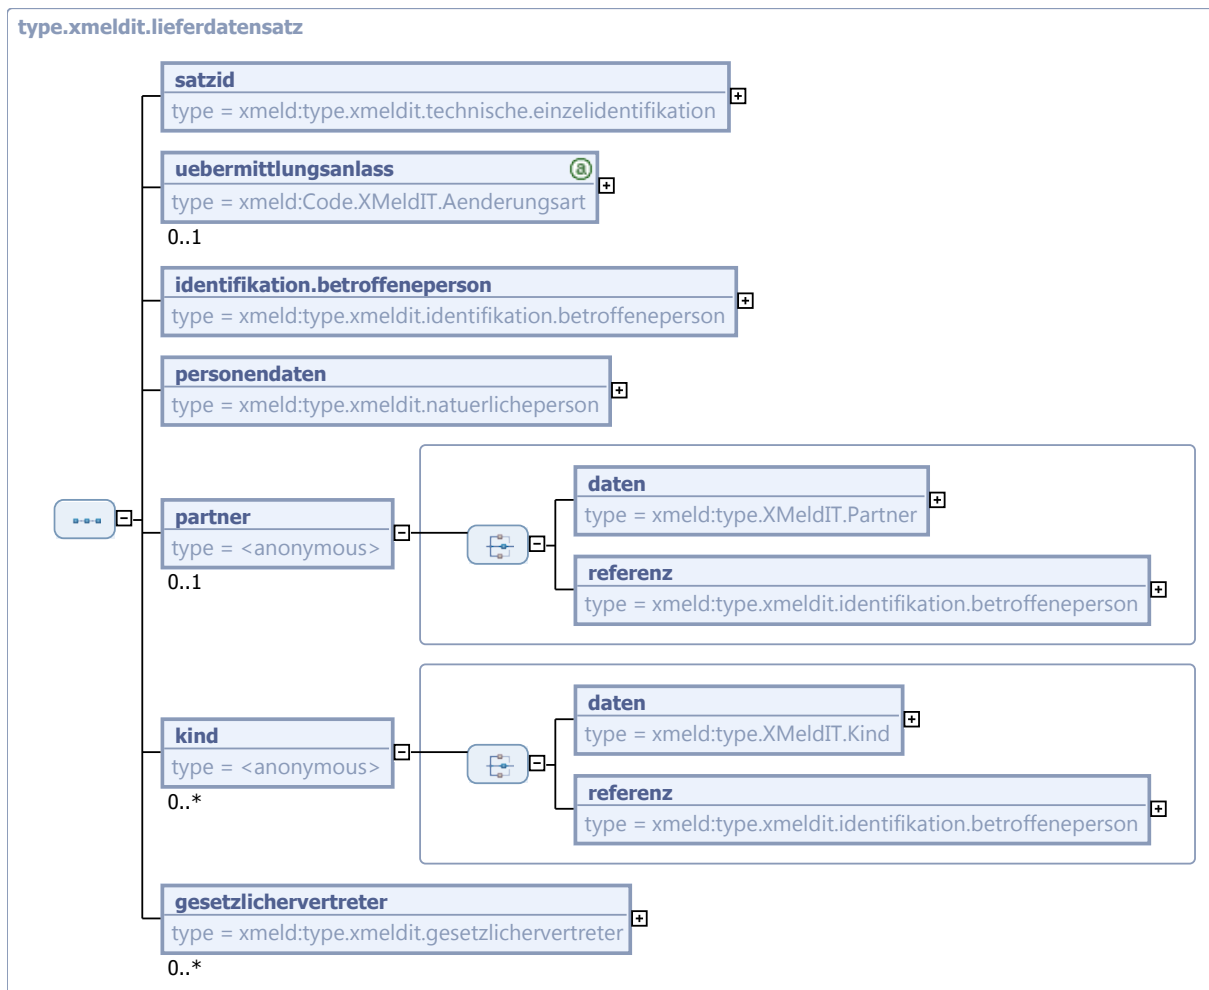 type.xmeldit.lieferdatensatz
satzid
type = xmeld:type.xmeldit.technische.einzelidentifikation
uebermittlungsanlass
a
type = xmeld:Code.XMeldIT.Aenderungsart
0..1
identifikation.betroffeneperson
type = xmeld:type.xmeldit.identifikation.betroffeneperson
personendaten
type = xmeld:type.xmeldit.natuerlicheperson
partner
type = <anonymous>
0..1
daten
type = xmeld:type.XMeldIT.Partner
referenz
type = xmeld:type.xmeldit.identifikation.betroffeneperson
kind
type = <anonymous>
0..*
daten
type = xmeld:type.XMeldIT.Kind
referenz
type = xmeld:type.xmeldit.identifikation.betroffeneperson
gesetzlichervertreter
type = xmeld:type.xmeldit.gesetzlichervertreter
0..*